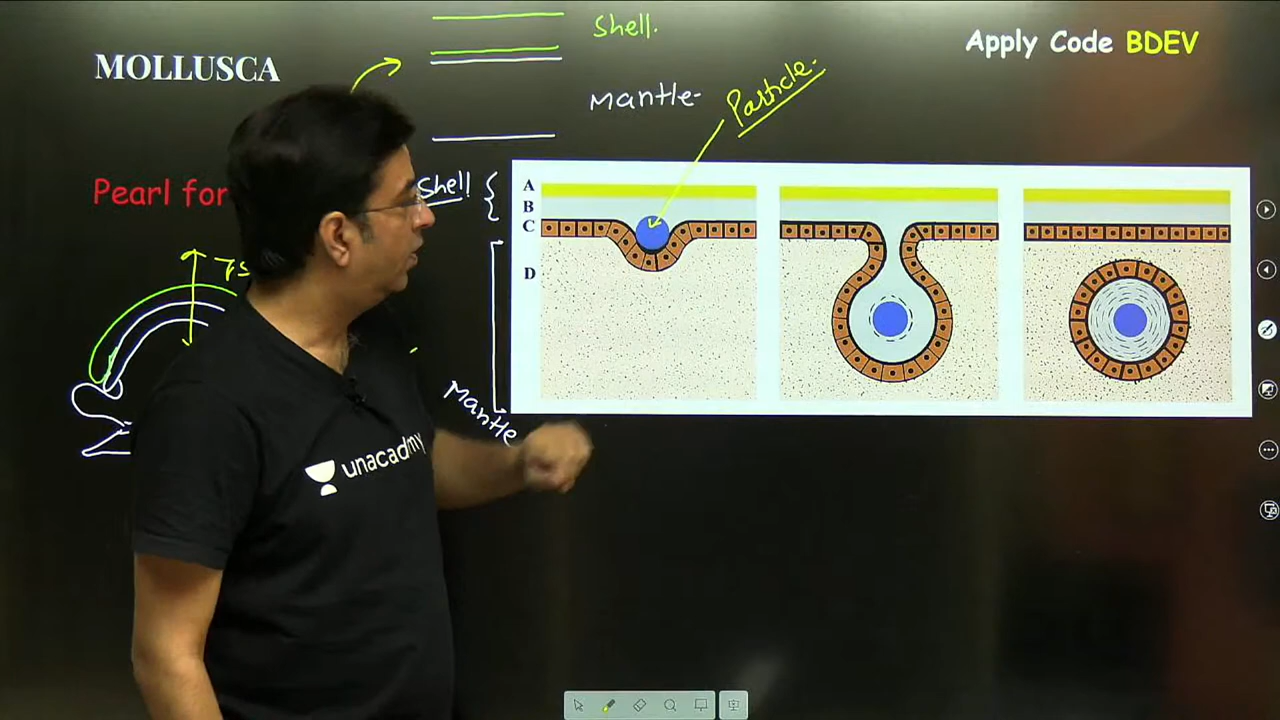 Shell.
Apply Code BDEV
MOLLUSCA
Mantle-
Particle.
Pearl for
Shell
A
B
C
D
Mantle
unacademy